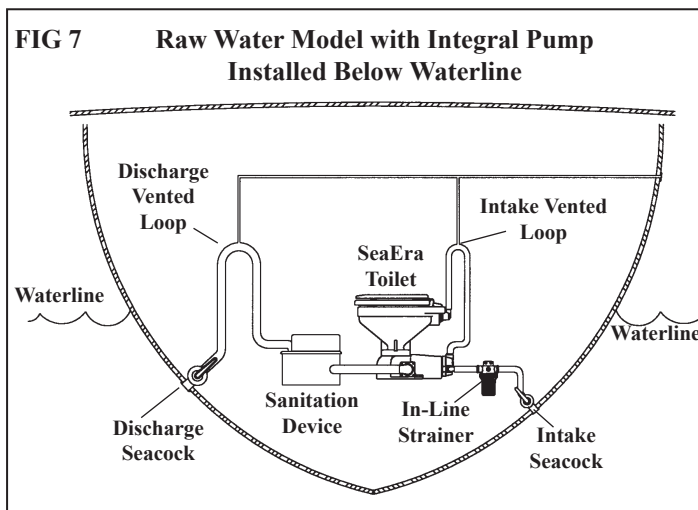 FIG 7
Raw Water Model with Integral Pump
Installed Below Waterline
Discharge
Vented
Loop
Intake Vented
Loop
SeaEra
Toilet
Waterline
Waterline
Sanitation
Device
In-Line
Strainer
Discharge
Seacock
Intake
Seacock